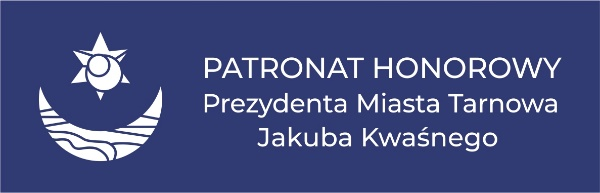 PATRONAT HONOROWY
Prezydenta Miasta Tarnowa
Jakuba Kwaśnego